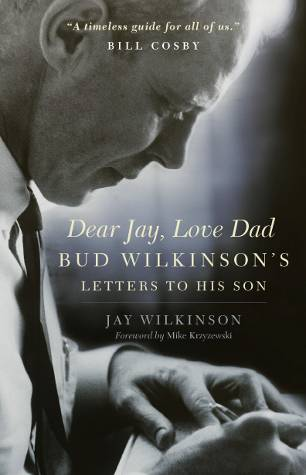 “A timeless guide for all of us.”
BILL COSBY
Dear Jay, Love Dad
BUD WILKINSON’S
LETTERS TO HIS SON
JAY WILKINSON
Foreword by Mike Krzyzewski